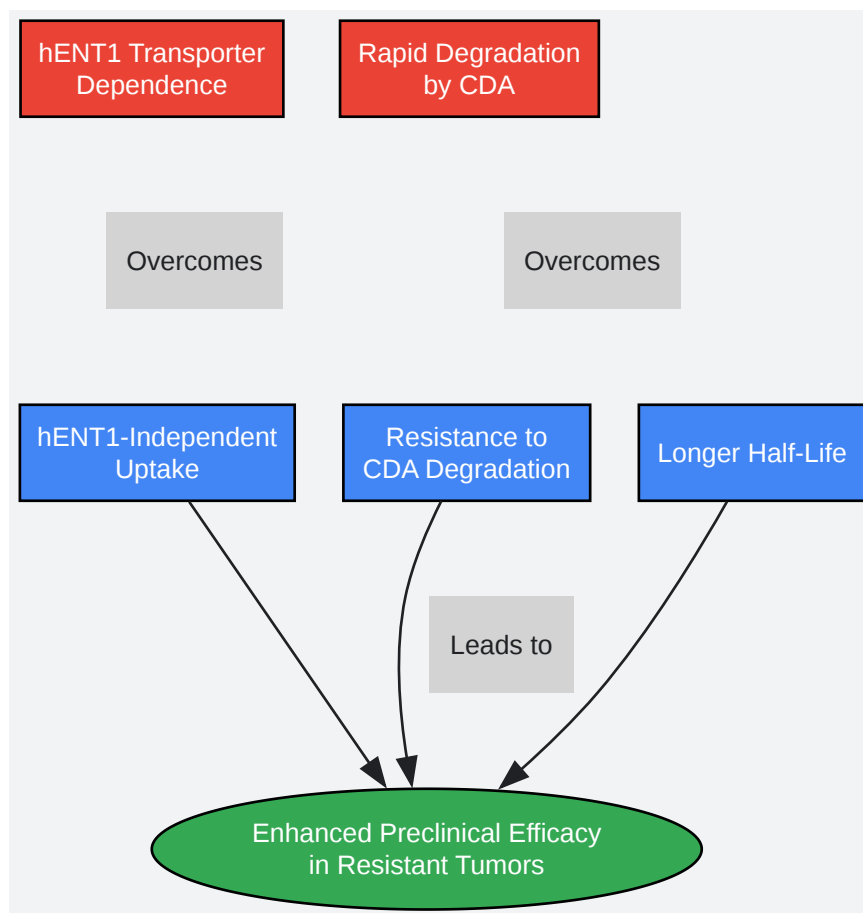 hENT1 Transporter
Dependence
Rapid Degradation
by CDA
Overcomes
Overcomes
hENT1-Independent
Uptake
Resistance to
CDA Degradation
Longer Half-Life
Leads to
Enhanced Preclinical Efficacy
in Resistant Tumors